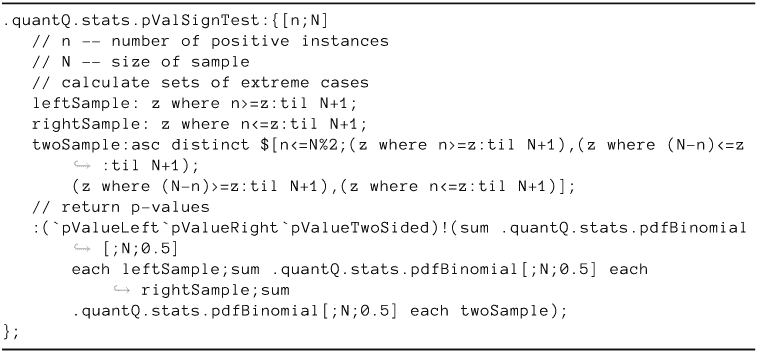 .quantQ.stats.pValSignTest:{[n;N]
// n -- number of positive instances
// N -- size of sample
// calculate sets of extreme cases
leftSample: z where n>=z:til N+1;
rightSample: z where n<=z:til N+1;
twoSample:asc distinct $[n<=N%2;(z where n>=z:til N+1),(z where (N-n)<=z
↪ :til N+1);
(z where (N-n)>=z:til N+1),(z where n<=z:til N+1)];
// return p-values
:(`pValueLeft`pValueRight`pValueTwoSided)!(sum .quantQ.stats.pdfBinomial
↪ [;N;0.5]
each leftSample;sum .quantQ.stats.pdfBinomial[;N;0.5] each
↪ rightSample;sum
.quantQ.stats.pdfBinomial[;N;0.5] each twoSample);
};